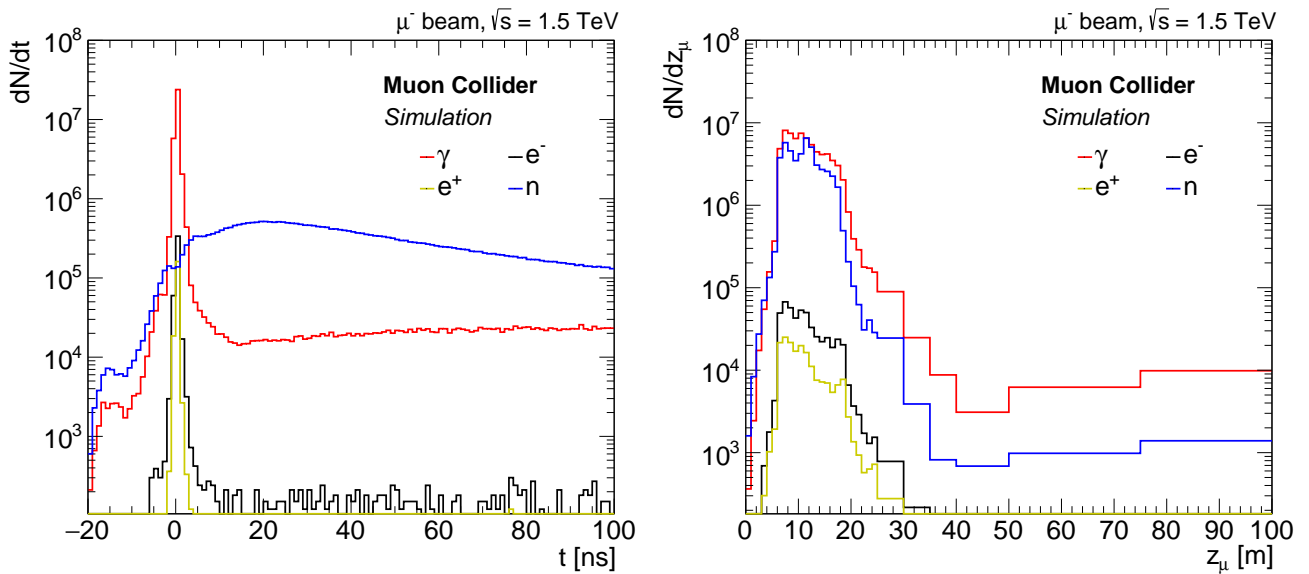 μ⁻ beam, √s = 1.5 TeV
dN/dt
10⁸
10⁷
10⁶
10⁵
10⁴
10³
Muon Collider
Simulation
γ e⁻
e⁺ n
−20 0 20 40 60 80 100
t [ns]
μ⁻ beam, √s = 1.5 TeV
dN/dz_μ
10⁸
10⁷
10⁶
10⁵
10⁴
10³
Muon Collider
Simulation
γ e⁻
e⁺ n
0 10 20 30 40 50 60 70 80 90 100
z_μ [m]